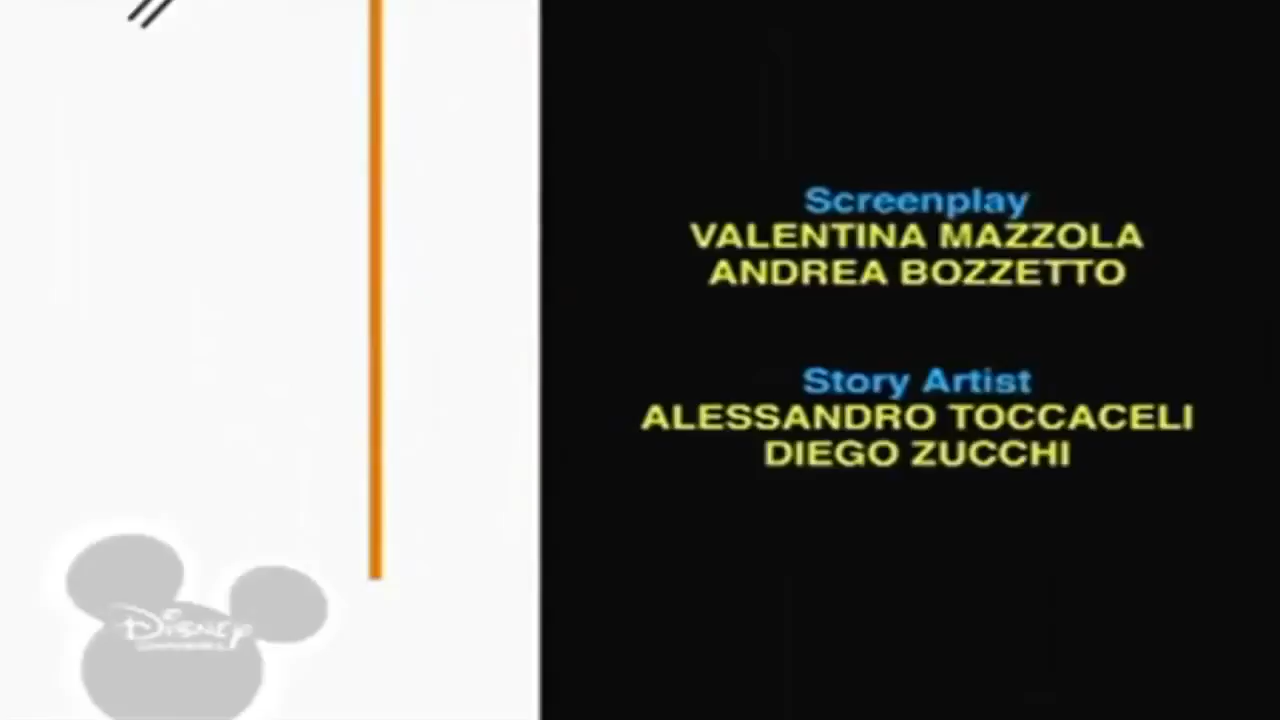 Screenplay
VALENTINA MAZZOLA
ANDREA BOZZETTO
Story Artist
ALESSANDRO TOCCACELI
DIEGO ZUCCHI
Disney